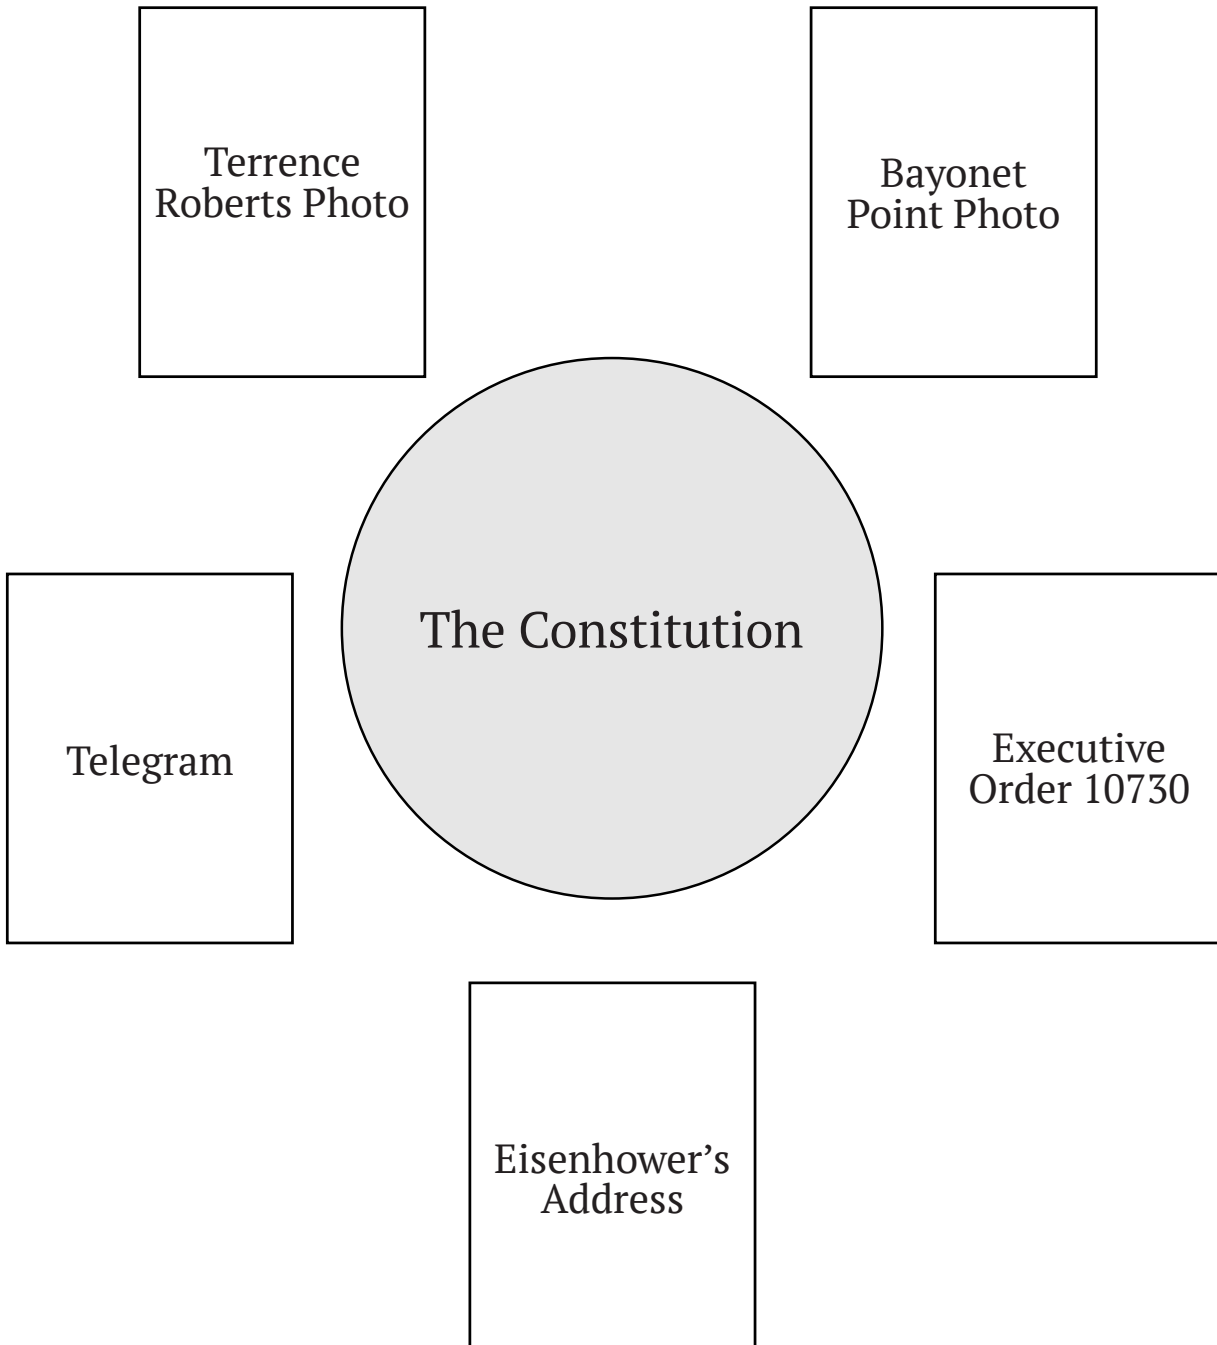 Terrence
Roberts Photo
Bayonet
Point Photo
The Constitution
Telegram
Executive
Order 10730
Eisenhower’s
Address